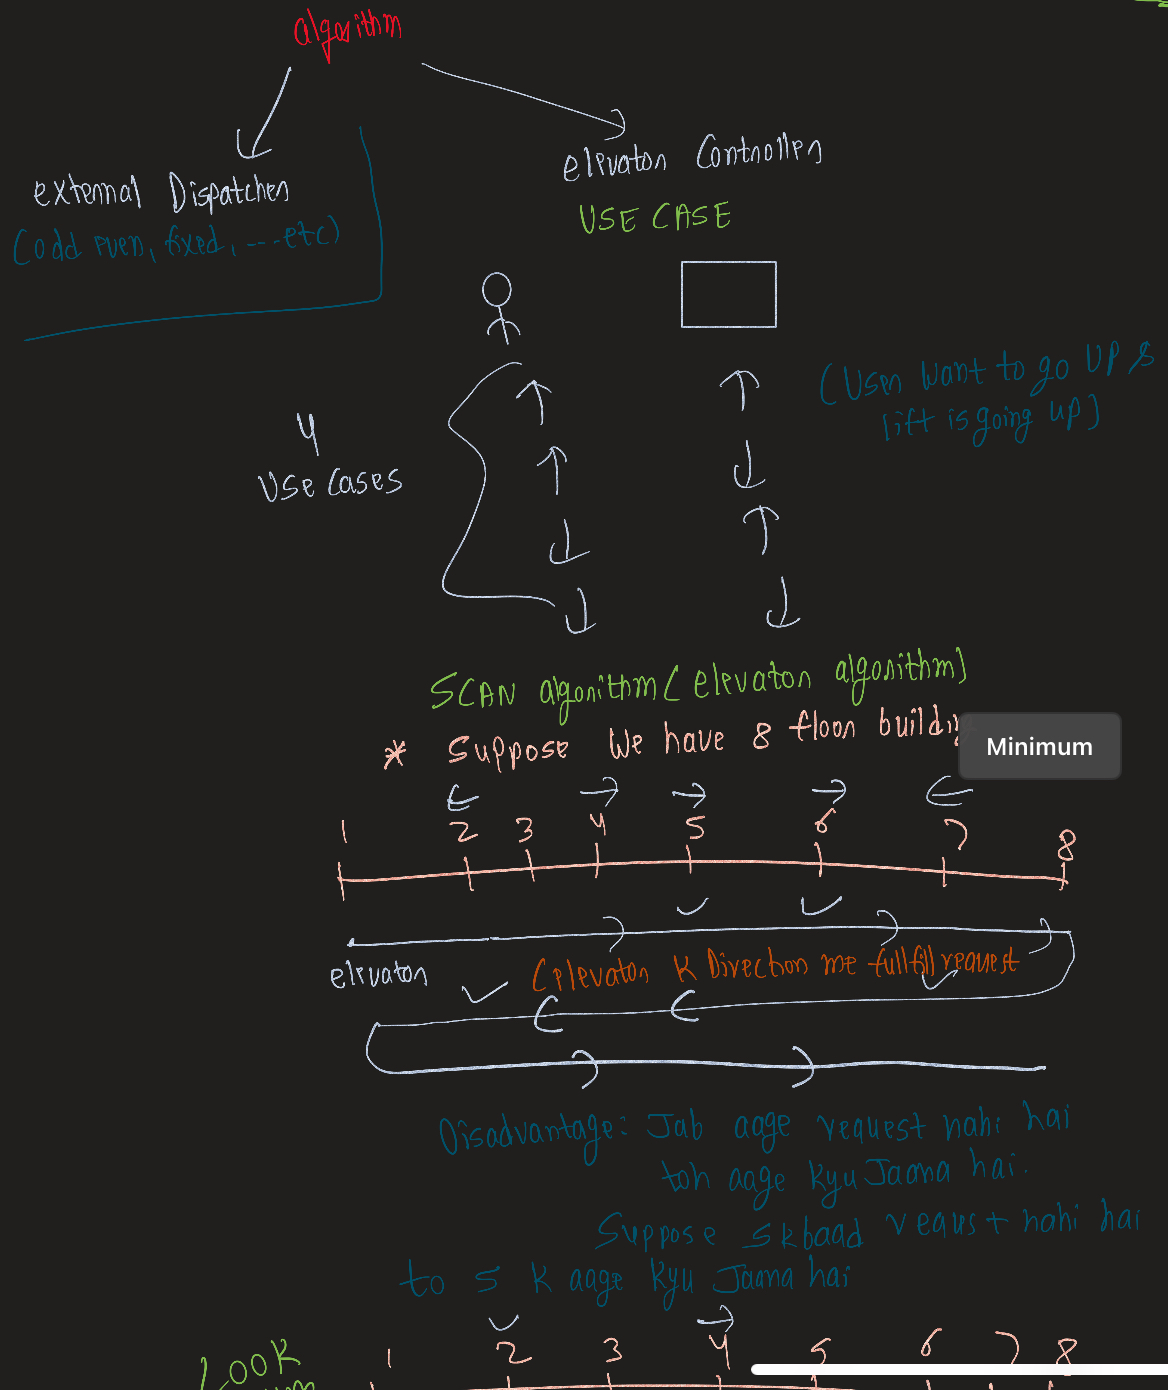 algorithm
external Dispatcher
(odd even, fixed, ---etc)
elevator Controller
USE CASE
(User want to go UP &
lift is going up)
4
Use Cases
SCAN algorithm (elevator algorithm)
* Suppose We have 8 floor building
Minimum
1 2 3 4 5 6 7 8
elevator
(elevator K Direction me fullfill request
Disadvantage: Jab aage request nahi hai
toh aage kyu Jaana hai.
Suppose 5kbaad request nahi hai
to 5 K aage kyu Jaana hai
LOOK
1 2 3 4 5 6 7 8